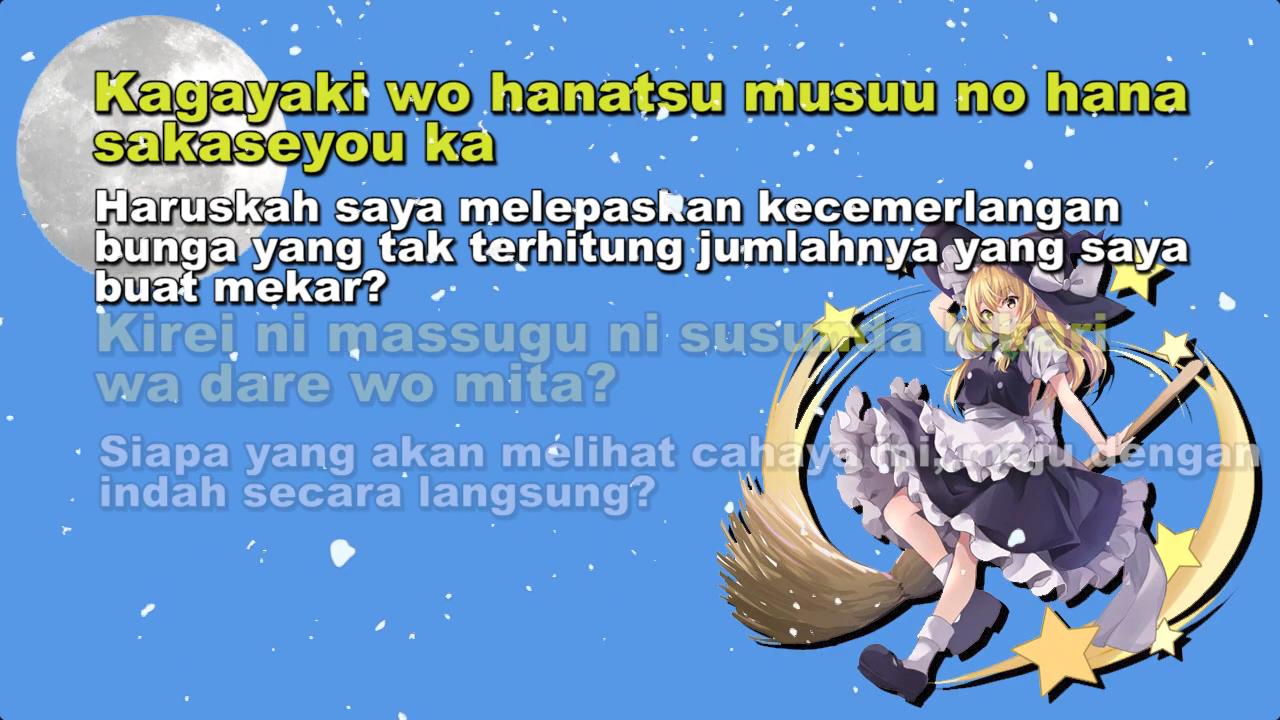 Kagayaki wo hanatsu musuu no hana
sakaseyou ka
Haruskah saya melepaskan kecemerlangan
bunga yang tak terhitung jumlahnya yang saya
buat mekar?
Kirei ni massugu ni susunda hikari
wa dare wo mita?
Siapa yang akan melihat cahaya ini, maju dengan
indah secara langsung?